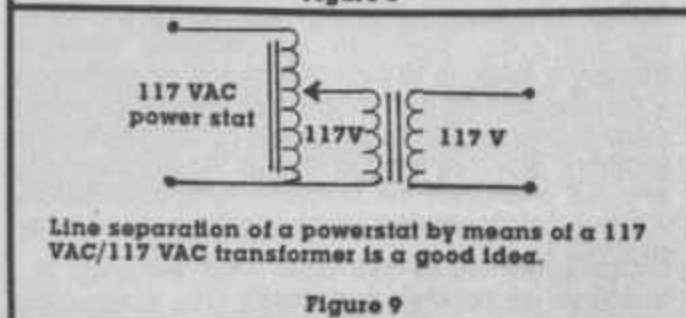 117 VAC
power stat
117V
117 V
Line separation of a powerstat by means of a 117
VAC/117 VAC transformer is a good idea.
Figure 9